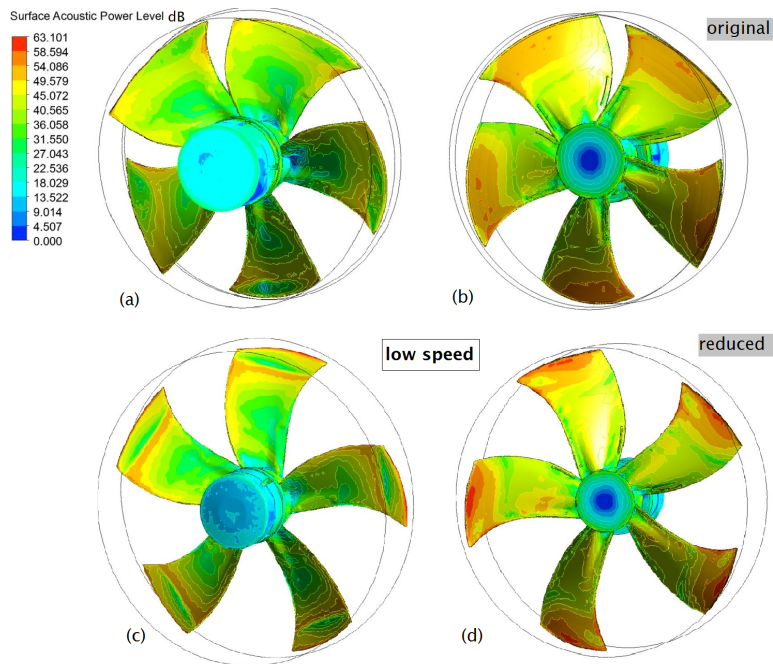 Surface Acoustic Power Level dB
63.101
58.594
54.086
49.579
45.072
40.565
36.058
31.550
27.043
22.536
18.029
13.522
9.014
4.507
0.000
original
(a)
(b)
low speed
reduced
(c)
(d)